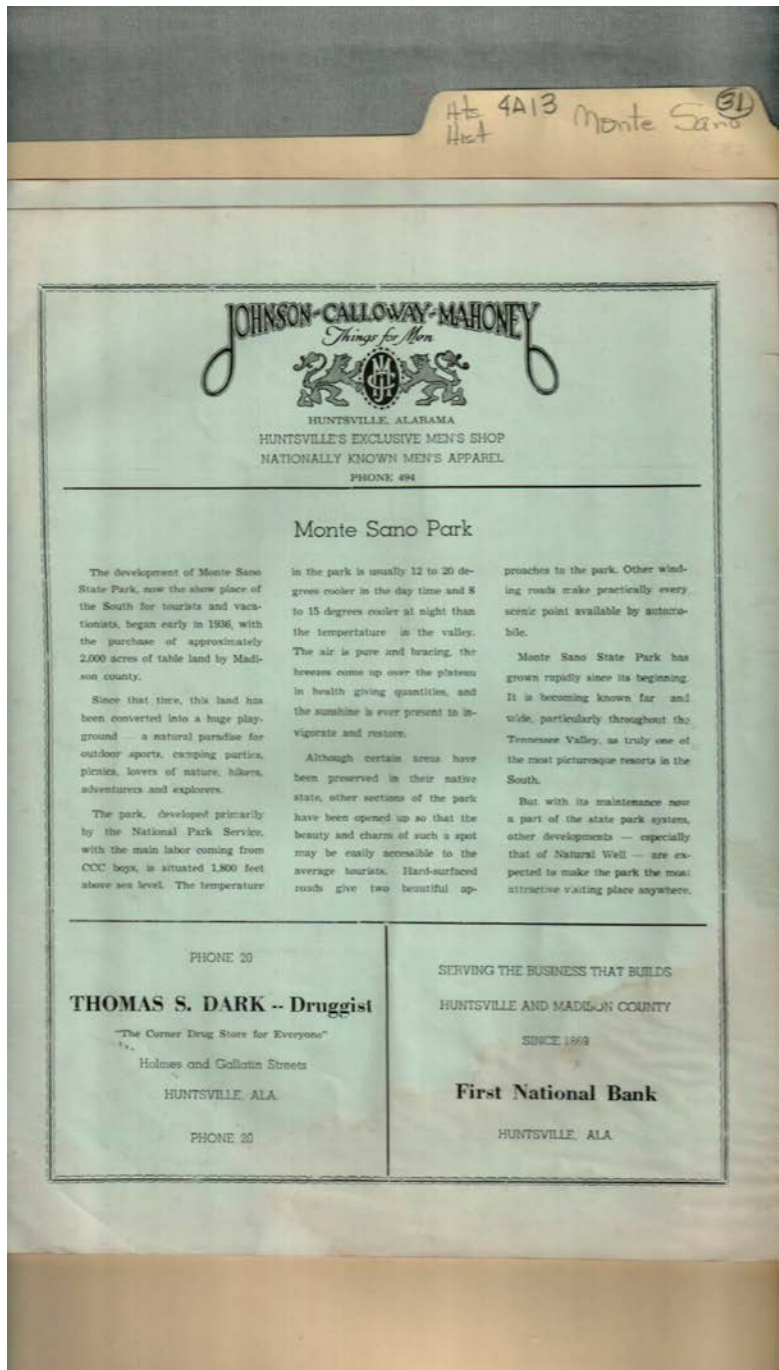 Hts 4A13 Monte Sano 31
Hist
JOHNSON-CALLOWAY-MAHONEY
Things for Men
HUNTSVILLE, ALABAMA
HUNTSVILLE'S EXCLUSIVE MEN'S SHOP
NATIONALLY KNOWN MEN'S APPAREL
PHONE 494
Monte Sano Park
The development of Monte Sano
State Park, now the show place of
the South for tourists and vaca-
tionists, began early in 1936, with
the purchase of approximately
2,000 acres of table land by Madi-
son county.
Since that time, this land has
been converted into a huge play-
ground — a natural paradise for
outdoor sports, camping parties,
picnics, lovers of nature, hikers,
adventurers and explorers.
The park, developed primarily
by the National Park Service,
with the main labor coming from
CCC boys, is situated 1,800 feet
above sea level. The temperature
in the park is usually 12 to 20 de-
grees cooler in the day time and 8
to 15 degrees cooler at night than
the tempertature in the valley.
The air is pure and bracing, the
breezes come up over the plateau
in health giving quantities, and
the sunshine is ever present to in-
vigorate and restore.
Although certain areas have
been preserved in their native
state, other sections of the park
have been opened up so that the
beauty and charm of such a spot
may be easily accessible to the
average tourists. Hard-surfaced
roads give two beautiful ap-
proaches to the park. Other wind-
ing roads make practically every
scenic point available by automo-
bile.
Monte Sano State Park has
grown rapidly since its beginning.
It is becoming known far and
wide, particularly throughout the
Tennessee Valley, as truly one of
the most picturesque resorts in the
South.
But with its maintenance now
a part of the state park system,
other developments — especially
that of Natural Well — are ex-
pected to make the park the most
attractive visiting place anywhere.
PHONE 20
THOMAS S. DARK -- Druggist
"The Corner Drug Store for Everyone"
Holmes and Gallatin Streets
HUNTSVILLE, ALA.
PHONE 20
SERVING THE BUSINESS THAT BUILDS
HUNTSVILLE AND MADISON COUNTY
SINCE 1869
First National Bank
HUNTSVILLE, ALA.